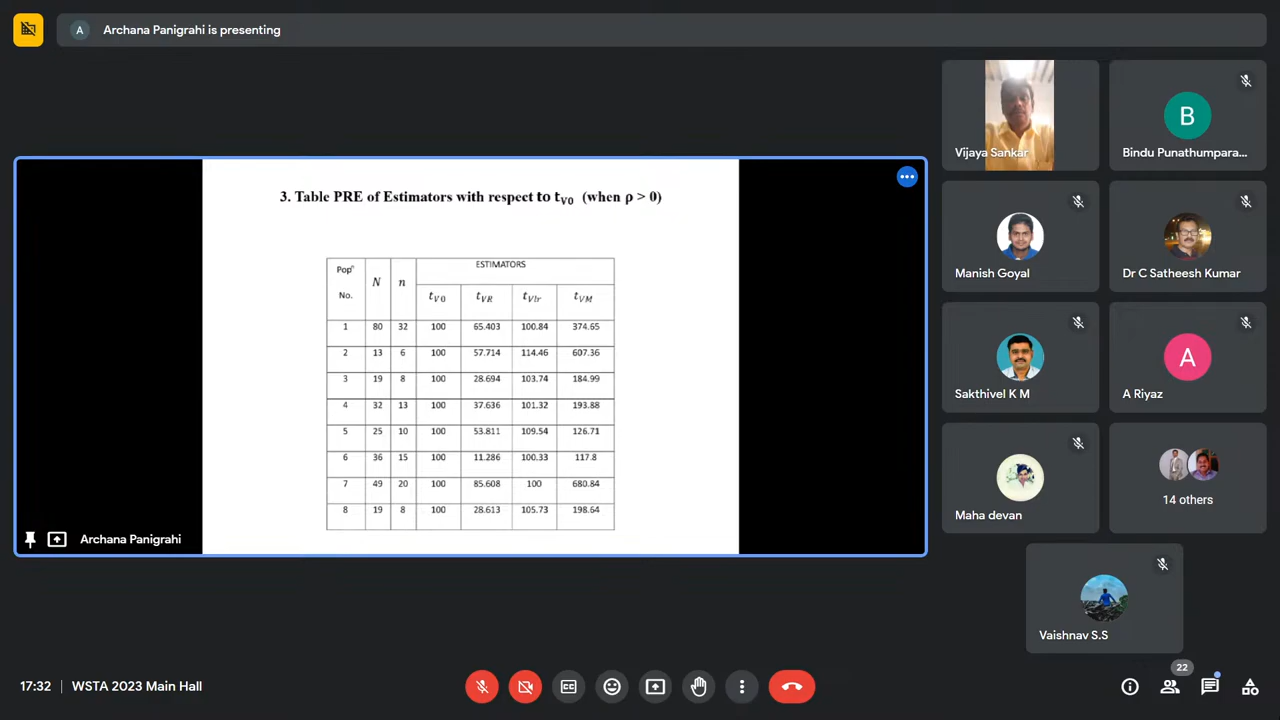 A Archana Panigrahi is presenting
3. Table PRE of Estimators with respect to tV0 (when ρ > 0)
Popn No. N n ESTIMATORS
tV0 tVR tVlr tVM
1 80 32 100 65.403 100.84 374.65
2 13 6 100 57.714 114.46 607.36
3 19 8 100 28.694 103.74 184.99
4 32 13 100 37.636 101.32 193.88
5 25 10 100 53.811 109.54 126.71
6 36 15 100 11.286 100.33 117.8
7 49 20 100 85.608 100 680.84
8 19 8 100 28.613 105.73 198.64
Archana Panigrahi
Vijaya Sankar
B
Bindu Punathumpara...
Manish Goyal
Dr C Satheesh Kumar
Sakthivel K M
A
A Riyaz
Maha devan
14 others
Vaishnav S.S
17:32 | WSTA 2023 Main Hall
22